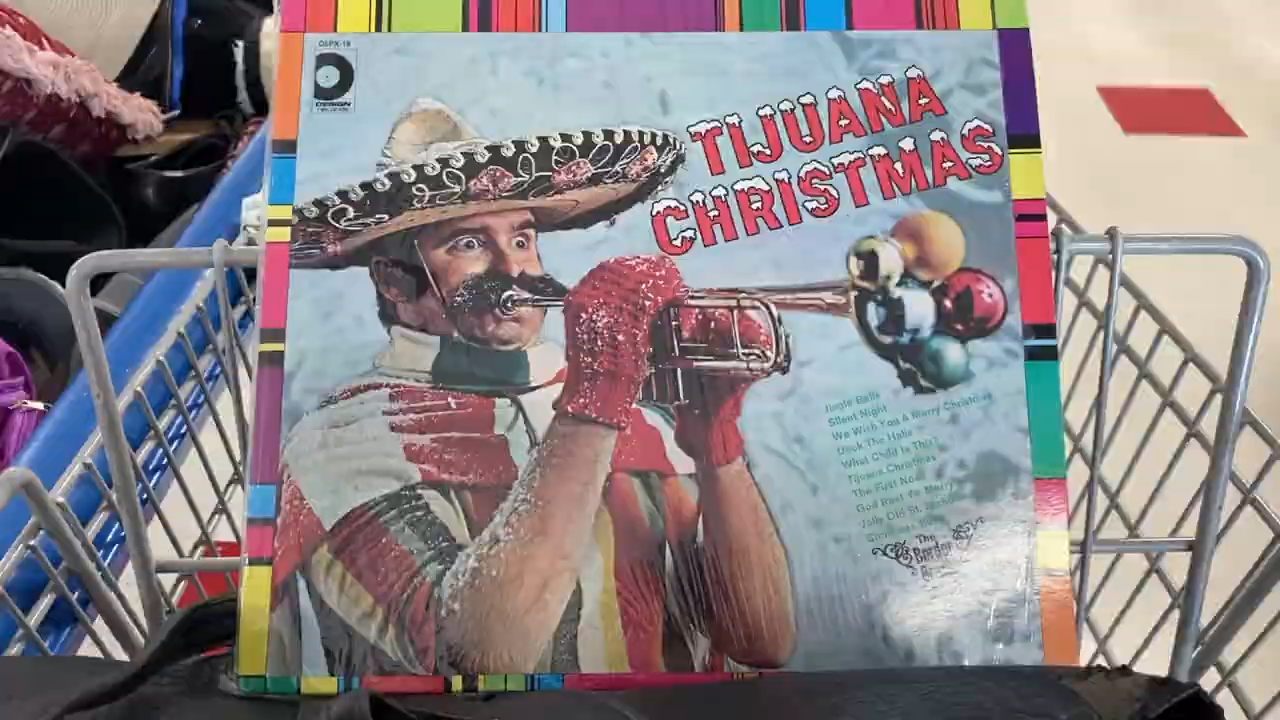 DSPX-19
DESIGN
TIJUANA
CHRISTMAS
Jingle Bells
Silent Night
We Wish You A Merry Christmas
Deck The Halls
What Child Is This?
Tijuana Christmas
The First Noel
God Rest Ye Merry
Jolly Old St.
The
Border